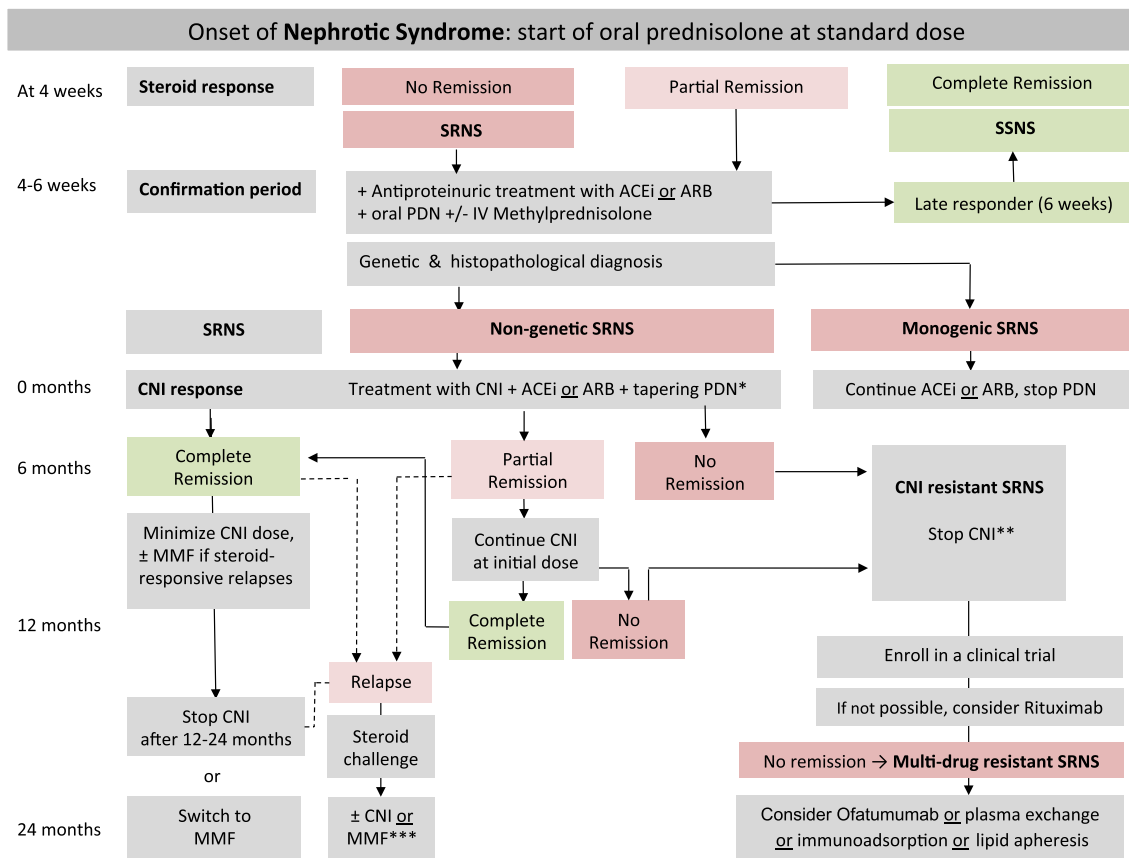 Onset of Nephrotic Syndrome: start of oral prednisolone at standard dose
At 4 weeks
Steroid response
No Remission
Partial Remission
Complete Remission
SRNS
SSNS
4-6 weeks
Confirmation period
+ Antiproteinuric treatment with ACEi or ARB
+ oral PDN +/- IV Methylprednisolone
Late responder (6 weeks)
Genetic & histopathological diagnosis
SRNS
Non-genetic SRNS
Monogenic SRNS
0 months
CNI response
Treatment with CNI + ACEi or ARB + tapering PDN*
Continue ACEi or ARB, stop PDN
6 months
Complete
Remission
Partial
Remission
No
Remission
CNI resistant SRNS
Stop CNI**
Minimize CNI dose,
± MMF if steroid-
responsive relapses
Continue CNI
at initial dose
12 months
Complete
Remission
No
Remission
Enroll in a clinical trial
Relapse
If not possible, consider Rituximab
Stop CNI
after 12-24 months
Steroid
challenge
No remission → Multi-drug resistant SRNS
or
24 months
Switch to
MMF
± CNI or
MMF***
Consider Ofatumumab or plasma exchange
or immunoadsorption or lipid apheresis